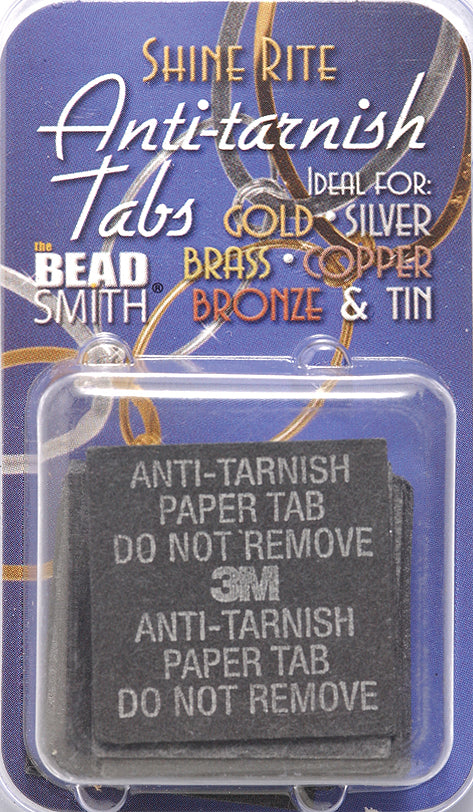 SHINE RITE
Anti-tarnish
Tabs
IDEAL FOR:
GOLD • SILVER
the
BEAD
SMITH®
BRASS • COPPER
BRONZE & TIN
ANTI-TARNISH
PAPER TAB
DO NOT REMOVE
3M
ANTI-TARNISH
PAPER TAB
DO NOT REMOVE